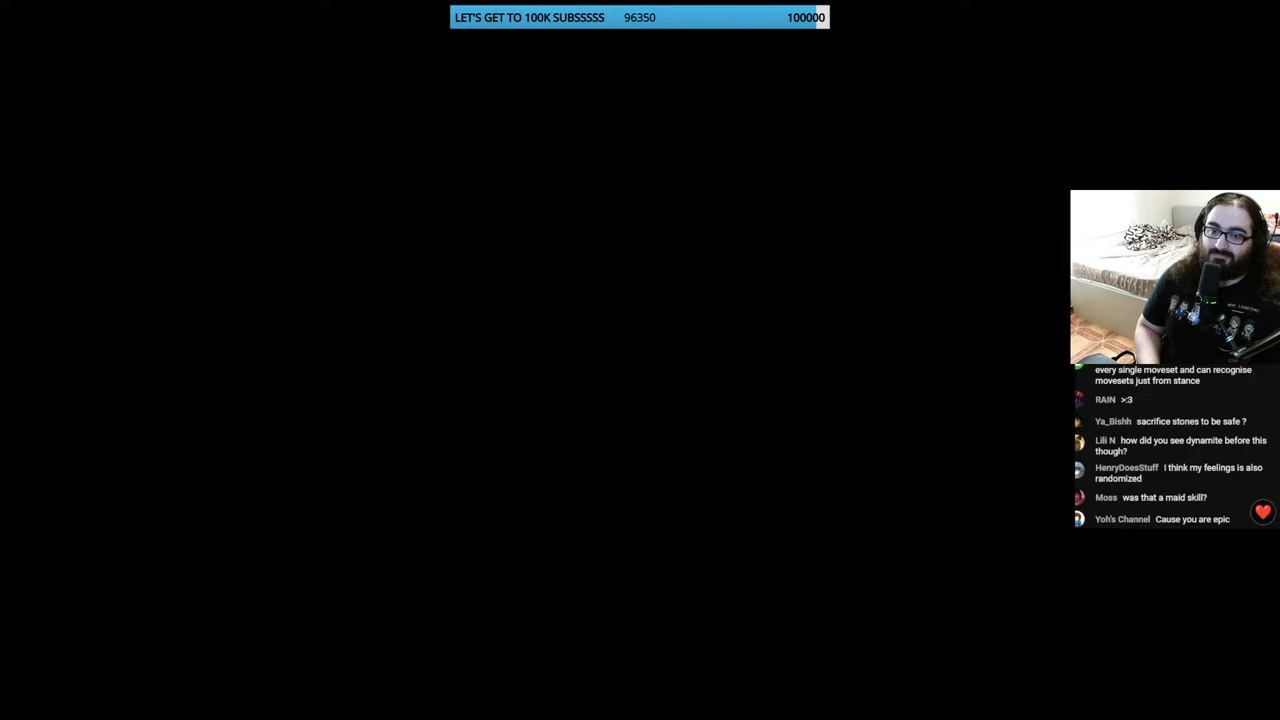 LET'S GET TO 100K SUBSSSSS 96350 100000
every single moveset and can recognise
movesets just from stance
RAIN >:3
Ya_Bishh sacrifice stones to be safe ?
Lili N how did you see dynamite before this
though?
HenryDoesStuff I think my feelings is also
randomized
Moss was that a maid skill?
Yoh's Channel Cause you are epic